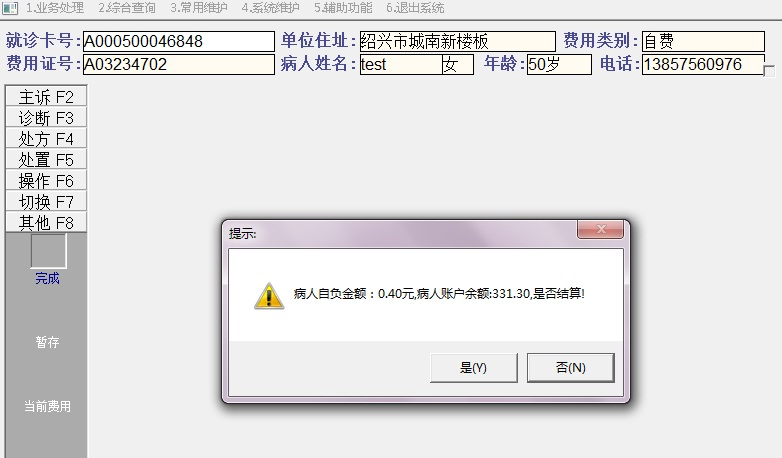 1.业务处理 2.综合查询 3.常用维护 4.系统维护 5.辅助功能 6.退出系统
就诊卡号:A000500046848 单位住址:绍兴市城南新楼板 费用类别:自费
费用证号:A03234702 病人姓名:test 女 年龄:50岁 电话:13857560976
主诉 F2
诊断 F3
处方 F4
处置 F5
操作 F6
切换 F7
其他 F8
完成
暂存
当前费用
提示:
病人自负金额：0.40元,病人账户余额:331.30,是否结算!
是(Y) 否(N)